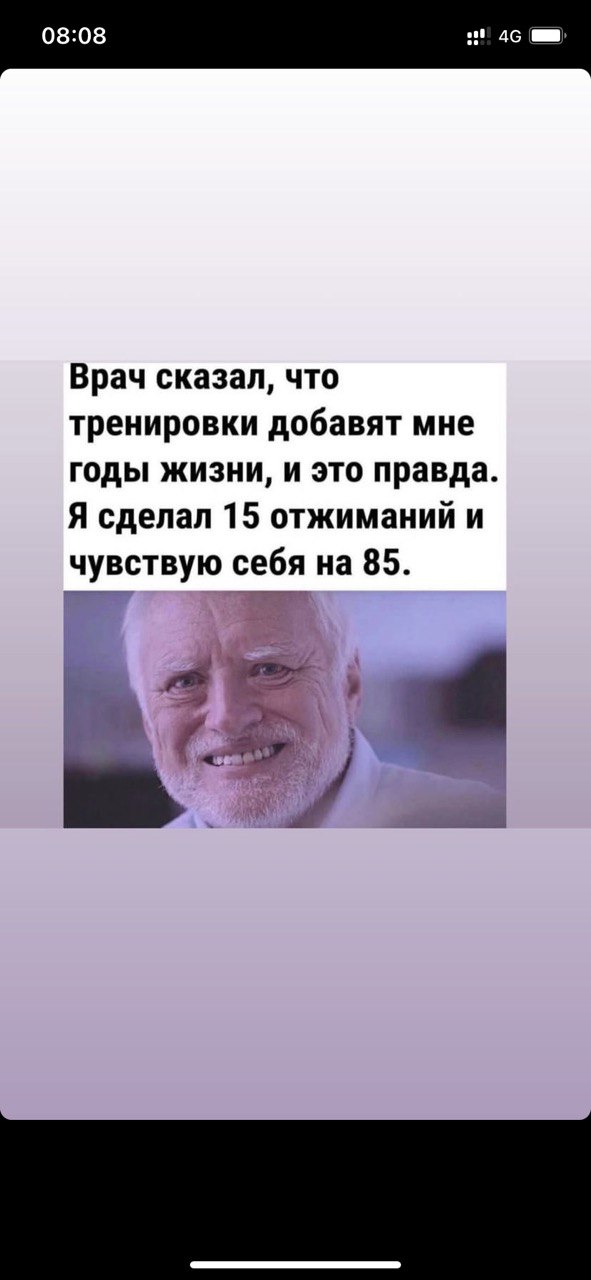 08:08
4G
Врач сказал, что
тренировки добавят мне
годы жизни, и это правда.
Я сделал 15 отжиманий и
чувствую себя на 85.